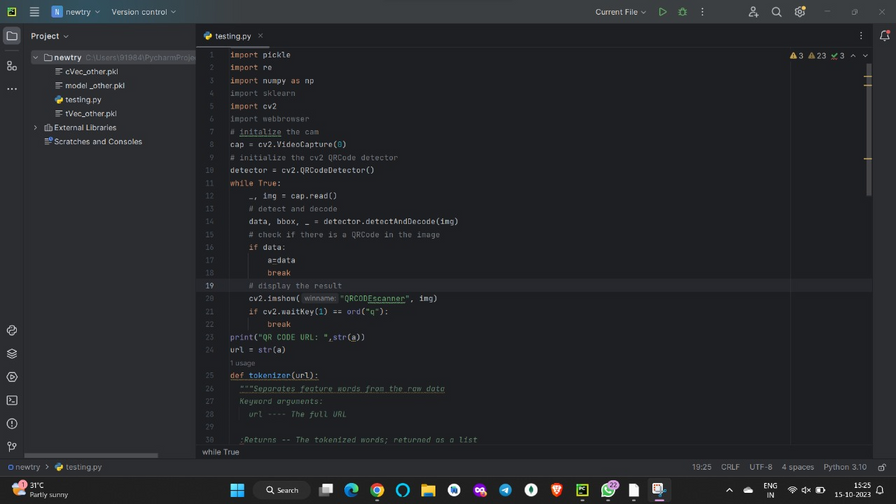 newtry
Version control
Current File
Project
testing.py
newtry C:\Users\91984\PycharmProje
cVec_other.pkl
model _other.pkl
testing.py
tVec_other.pkl
External Libraries
Scratches and Consoles
3 23 3
1 import pickle
2 import re
3 import numpy as np
4 import sklearn
5 import cv2
6 import webbrowser
7 # initalize the cam
8 cap = cv2.VideoCapture(0)
9 # initialize the cv2 QRCode detector
10 detector = cv2.QRCodeDetector()
11 while True:
12 _, img = cap.read()
13 # detect and decode
14 data, bbox, _ = detector.detectAndDecode(img)
15 # check if there is a QRCode in the image
16 if data:
17 a=data
18 break
19 # display the result
20 cv2.imshow( winname: "QRCODEscanner", img)
21 if cv2.waitKey(1) == ord("q"):
22 break
23 print("QR CODE URL: ",str(a))
24 url = str(a)
1 usage
25 def tokenizer(url):
26 """Separates feature words from the raw data
27 Keyword arguments:
28 url ---- The full URL
29
30 :Returns -- The tokenized words; returned as a list
while True
newtry
testing.py
19:25 CRLF UTF-8 4 spaces Python 3.10
31°C
Partly sunny
Search
22
ENG
IN
15:25
15-10-2023